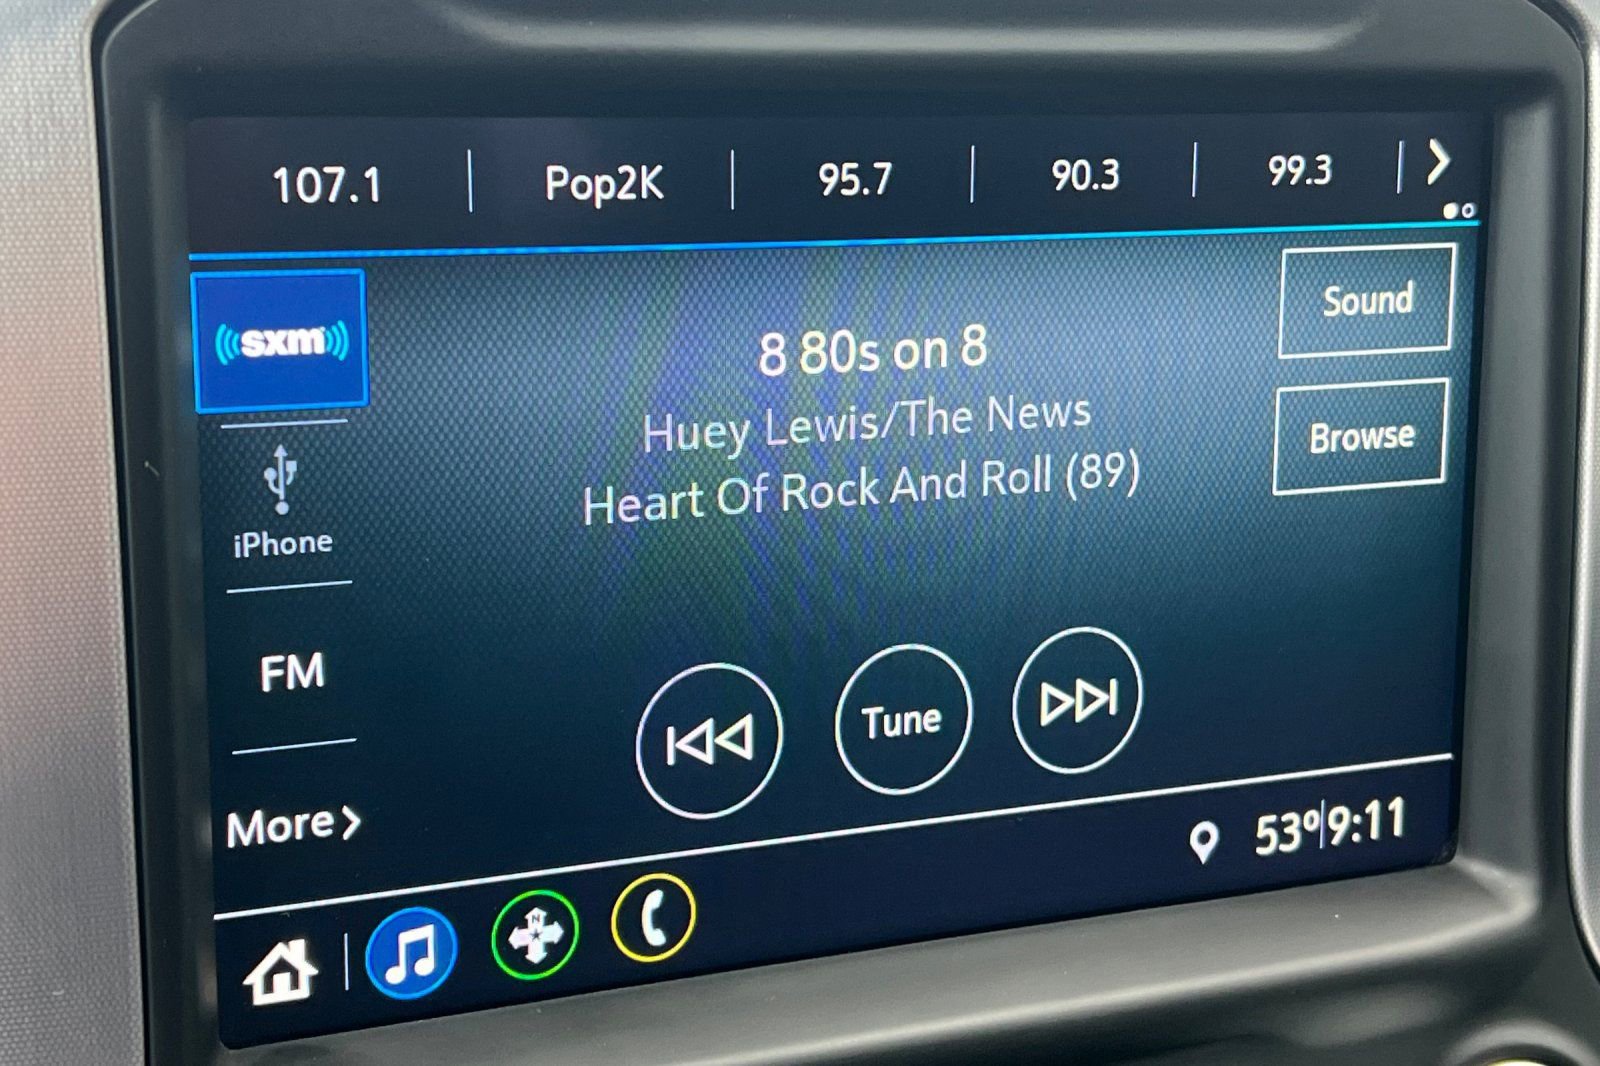 107.1 | Pop2K | 95.7 | 90.3 | 99.3 |
sxm
8 80s on 8
Huey Lewis/The News
Heart Of Rock And Roll (89)
Sound
Browse
iPhone
FM
More
Tune
53°|9:11
N